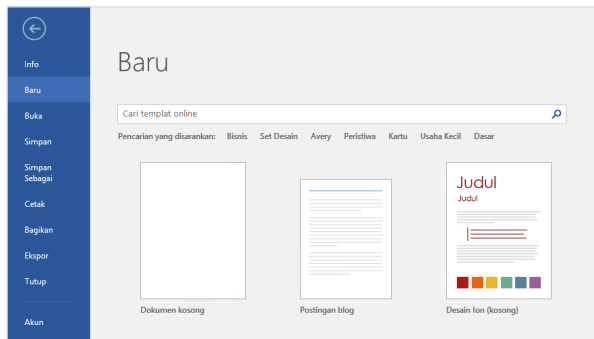 Info
Baru
Buka
Simpan
Simpan
Sebagai
Cetak
Bagikan
Ekspor
Tutup
Akun
Baru
Cari templat online
Pencarian yang disarankan: Bisnis Set Desain Avery Peristiwa Kartu Usaha Kecil Dasar
Judul
Judul
Dokumen kosong Postingan blog Desain Ion (kosong)